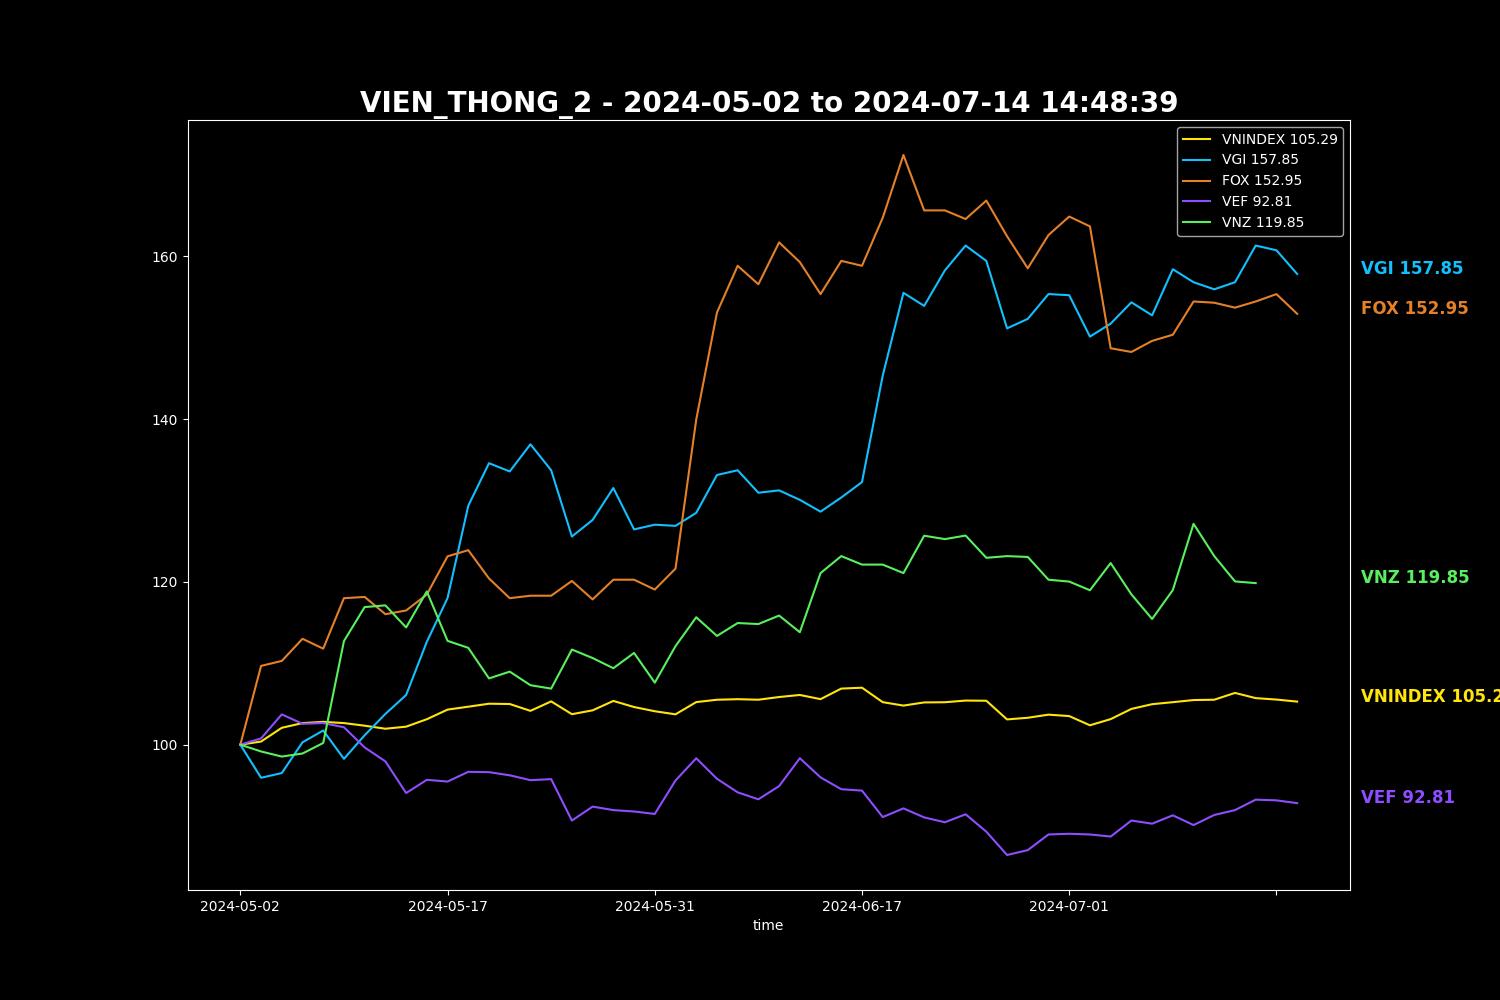 VIEN_THONG_2 - 2024-05-02 to 2024-07-14 14:48:39
VNINDEX 105.29
VGI 157.85
FOX 152.95
VEF 92.81
VNZ 119.85
160
140
120
100
VGI 157.85
FOX 152.95
VNZ 119.85
VNINDEX 105.2
VEF 92.81
2024-05-02
2024-05-17
2024-05-31
2024-06-17
2024-07-01
time